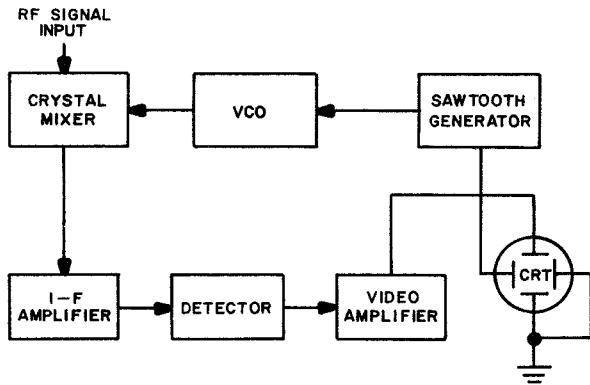 RF SIGNAL
INPUT
CRYSTAL
MIXER
VCO
SAWTOOTH
GENERATOR
I-F
AMPLIFIER
DETECTOR
VIDEO
AMPLIFIER
CRT